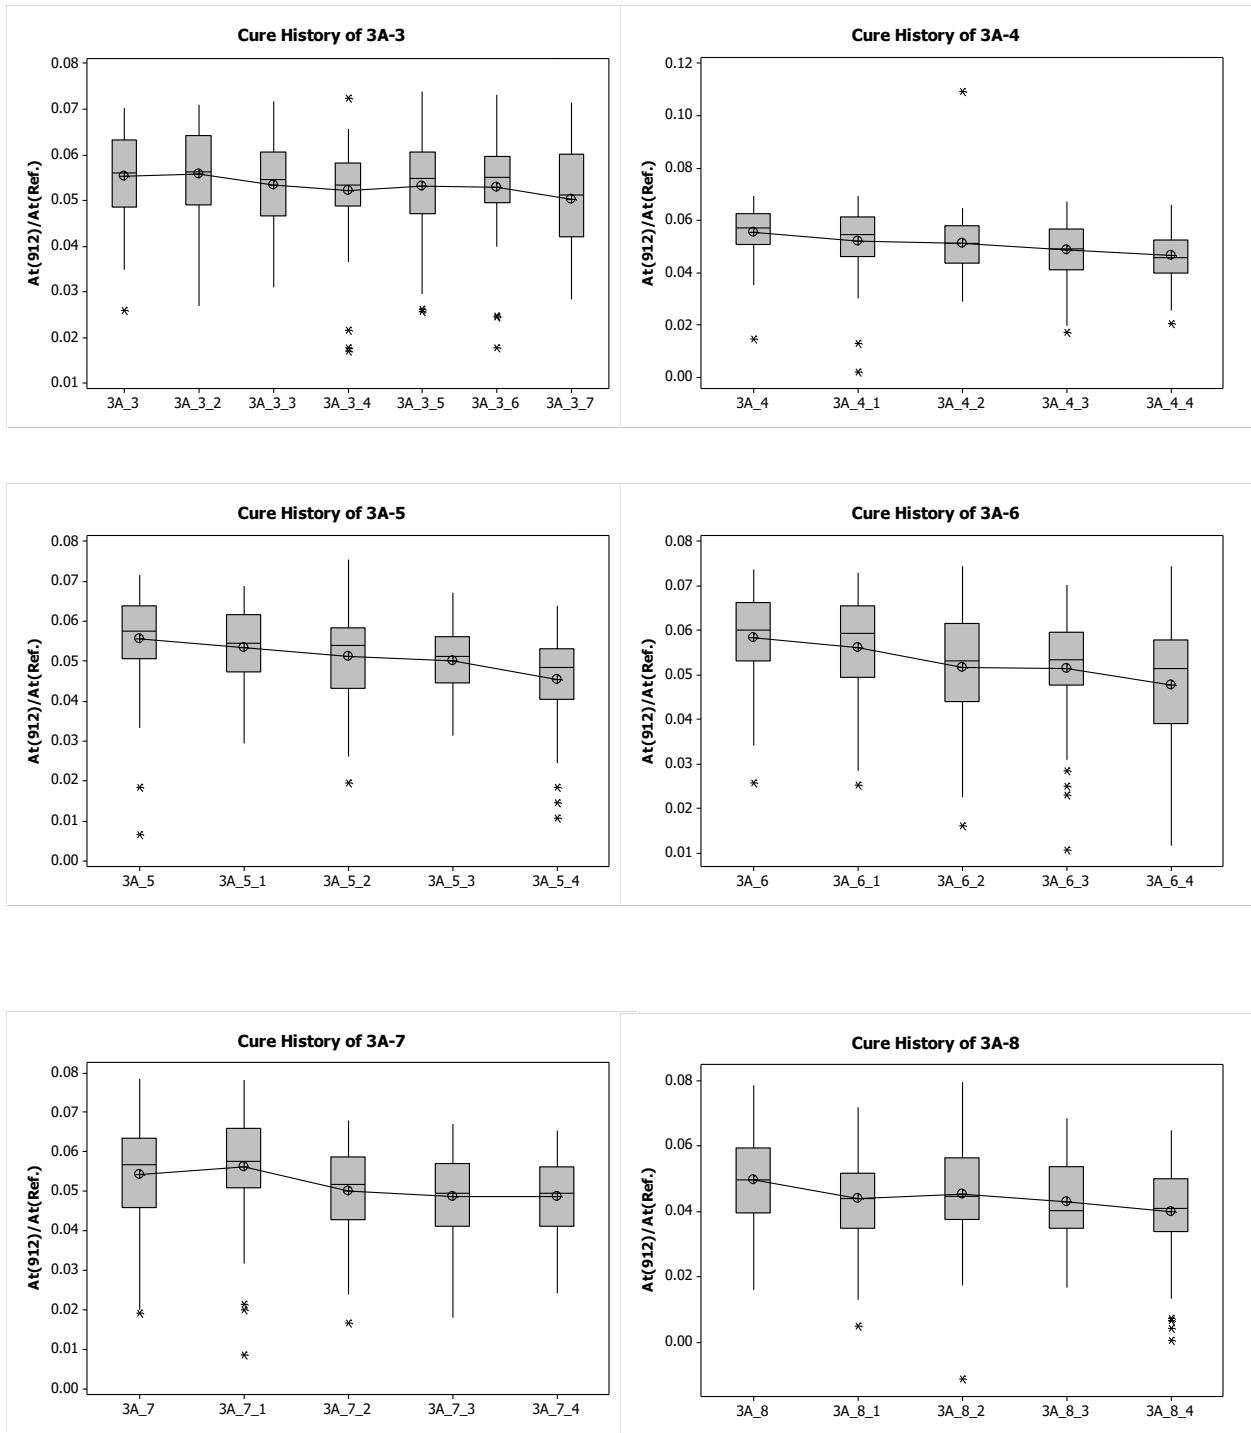 Cure History of 3A-3
At(912)/At(Ref.)
0.08
0.07
0.06
0.05
0.04
0.03
0.02
0.01
3A_3 3A_3_2 3A_3_3 3A_3_4 3A_3_5 3A_3_6 3A_3_7
Cure History of 3A-4
At(912)/At(Ref.)
0.12
0.10
0.08
0.06
0.04
0.02
0.00
3A_4 3A_4_1 3A_4_2 3A_4_3 3A_4_4
Cure History of 3A-5
At(912)/At(Ref.)
0.08
0.07
0.06
0.05
0.04
0.03
0.02
0.01
0.00
3A_5 3A_5_1 3A_5_2 3A_5_3 3A_5_4
Cure History of 3A-6
At(912)/At(Ref.)
0.08
0.07
0.06
0.05
0.04
0.03
0.02
0.01
3A_6 3A_6_1 3A_6_2 3A_6_3 3A_6_4
Cure History of 3A-7
At(912)/At(Ref.)
0.08
0.07
0.06
0.05
0.04
0.03
0.02
0.01
0.00
3A_7 3A_7_1 3A_7_2 3A_7_3 3A_7_4
Cure History of 3A-8
At(912)/At(Ref.)
0.08
0.06
0.04
0.02
0.00
3A_8 3A_8_1 3A_8_2 3A_8_3 3A_8_4